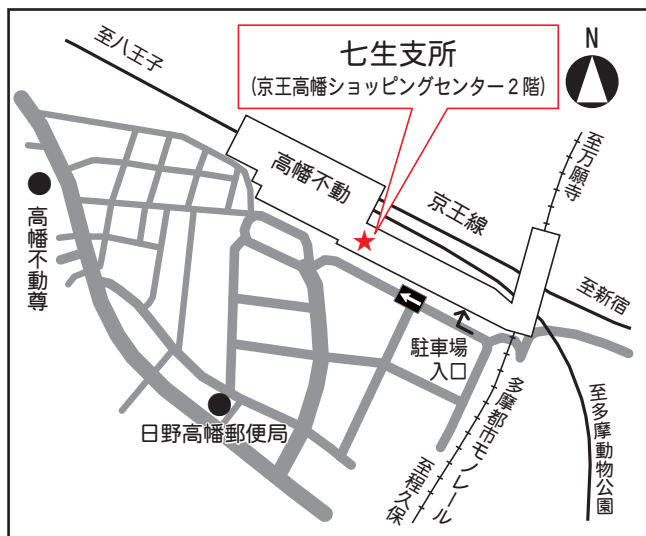 七生支所
(京王高幡ショッピングセンター2階)
N
至八王子
至万願寺
高幡不動
京王線
至新宿
高幡不動尊
駐車場
入口
日野高幡郵便局
多摩都市モノレール
至程久保
至多摩動物公園